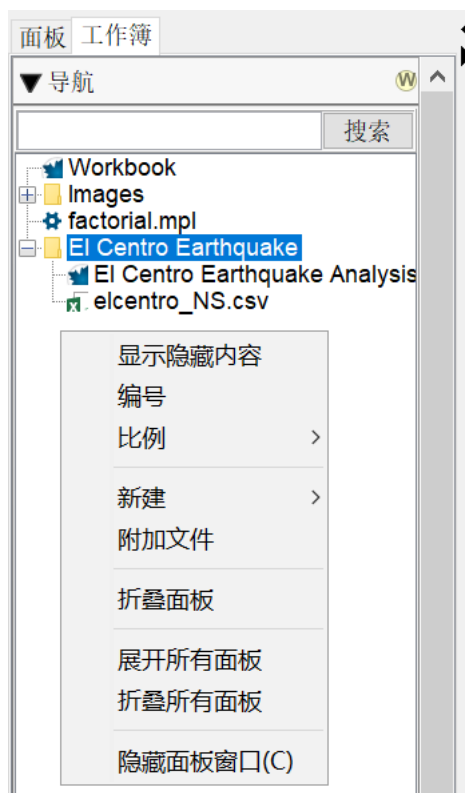 面板 工作簿
▼导航 W
搜索
Workbook
Images
factorial.mpl
El Centro Earthquake
El Centro Earthquake Analysis
elcentro_NS.csv
显示隐藏内容
编号
比例
新建
附加文件
折叠面板
展开所有面板
折叠所有面板
隐藏面板窗口(C)